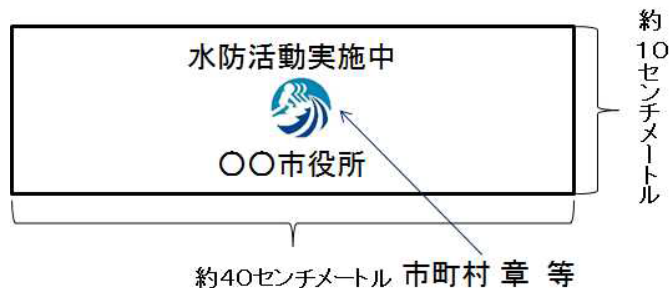 水防活動実施中
〇〇市役所
約10センチメートル
約40センチメートル
市町村 章 等